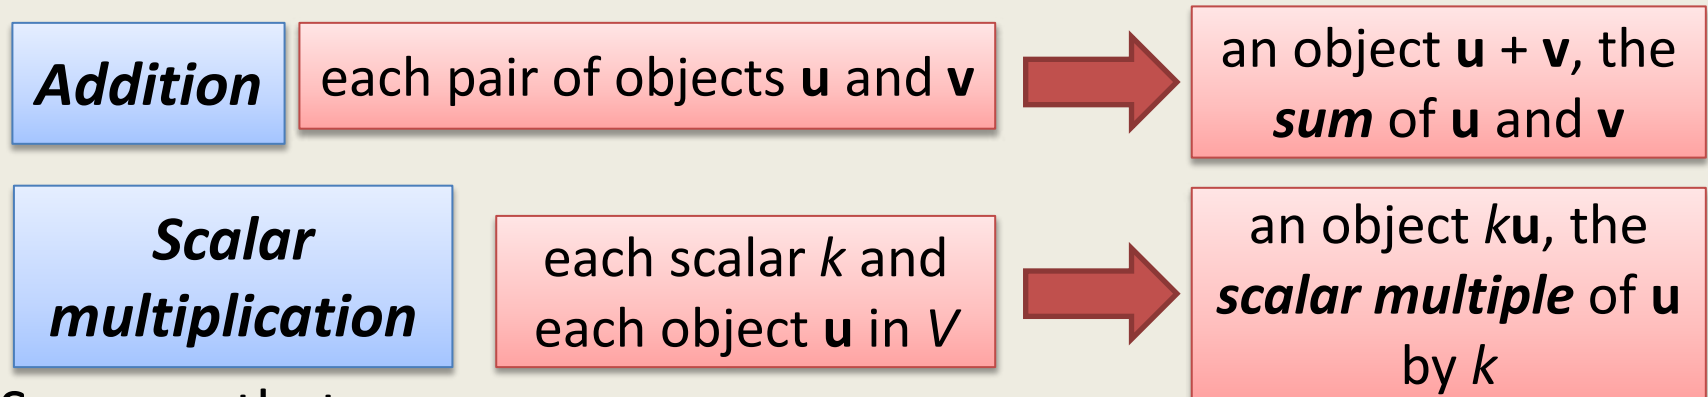 Addition
each pair of objects u and v
an object u + v, the
sum of u and v
Scalar
multiplication
each scalar k and
each object u in V
an object ku, the
scalar multiple of u
by k